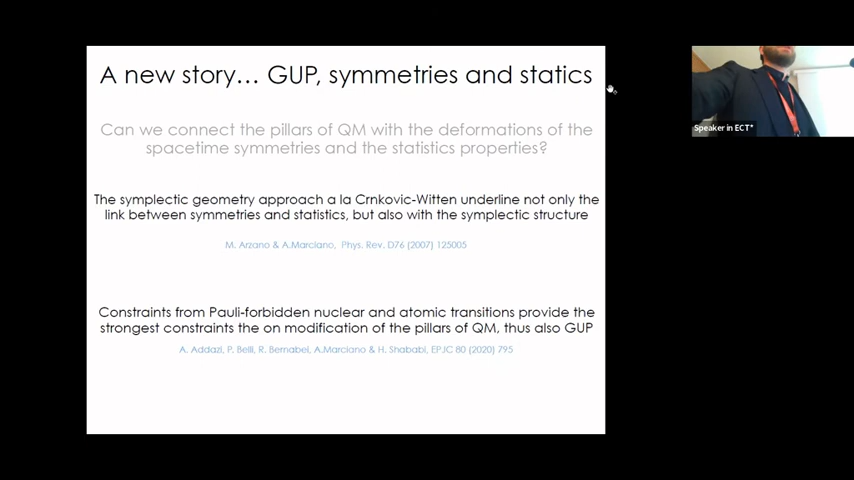 A new story... GUP, symmetries and statics
Can we connect the pillars of QM with the deformations of the
spacetime symmetries and the statistics properties?
The symplectic geometry approach a la Crnkovic-Witten underline not only the
link between symmetries and statistics, but also with the symplectic structure
M. Arzano & A.Marciano, Phys. Rev. D76 (2007) 125005
Constraints from Pauli-forbidden nuclear and atomic transitions provide the
strongest constraints the on modification of the pillars of QM, thus also GUP
A. Addazi, P. Belli, R. Bernabei, A.Marciano & H. Shababi, EPJC 80 (2020) 795
Speaker in ECT*